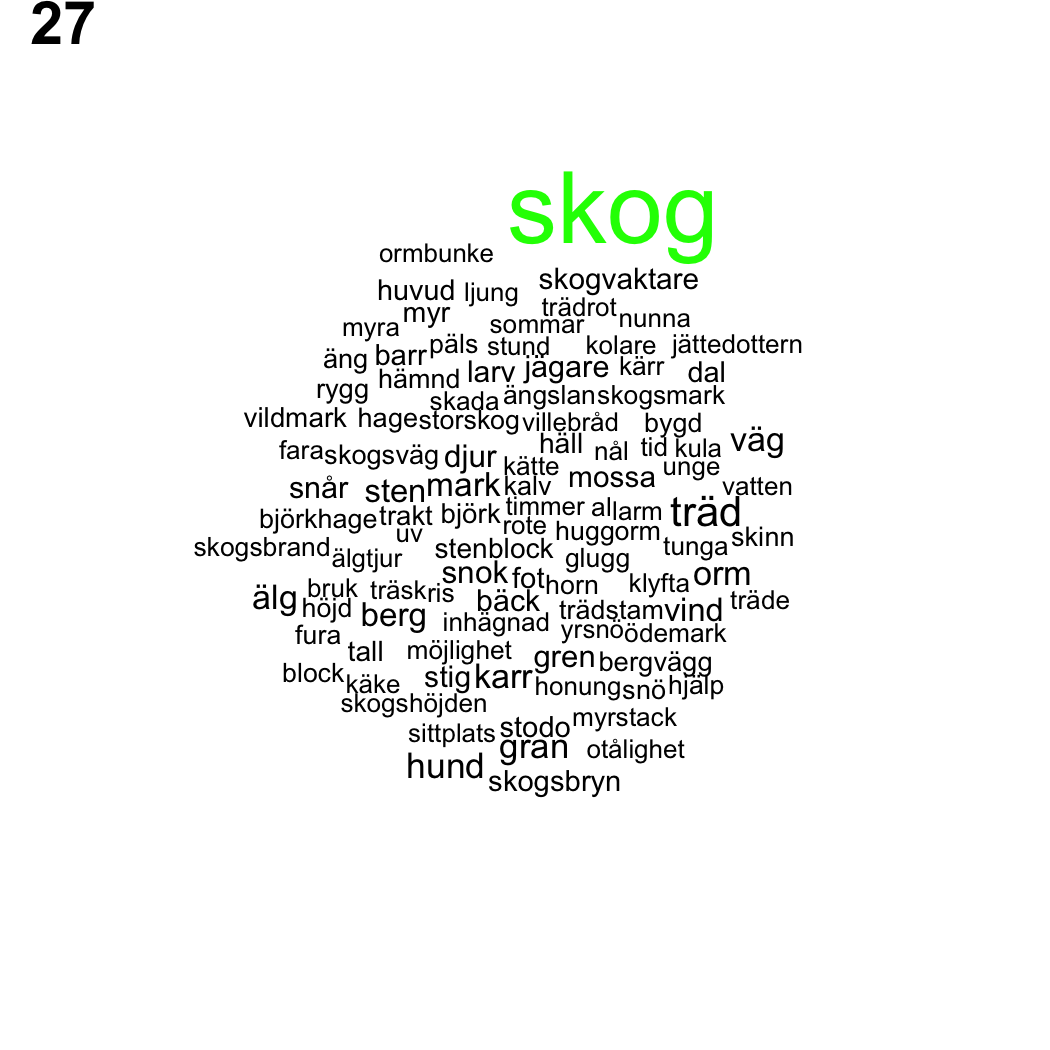 27
skog
ormbunke
skogvaktare
huvud ljung
myr trädrot nunna
myra sommar
äng barr päls stund kolare jättedottern
rygg hämnd larv jägare kärr dal
skada ängslan skogsmark
vildmark hage storskog villebråd bygd
fara skogsväg djur häll nål tid kula väg
kätte mossa unge
snår sten mark kalv vatten
björkhage trakt björk timmer allarm träd
uv rote huggorm skinn
skogsbrand älgtjur stenblock glugg tunga
snok fot horn klyfta orm
älg bruk träsk ris
höjd berg bäck trädstam vind träde
inhägnad yrsnö ödemark
fura
tall möjlighet gren bergvägg
block käke stig karr honung snö hjälp
skogshöjden
sittplats stodo myrstack
gran otålighet
hund skogsbryn